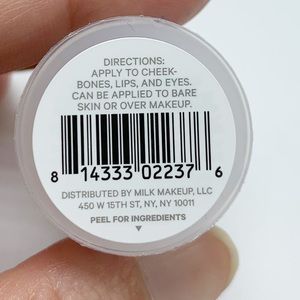 DIRECTIONS:
APPLY TO CHEEK-
BONES, LIPS, AND EYES.
CAN BE APPLIED TO BARE
SKIN OR OVER MAKEUP.
8 14333 02237 6
DISTRIBUTED BY MILK MAKEUP, LLC
450 W 15TH ST, NY, NY 10011
PEEL FOR INGREDIENTS